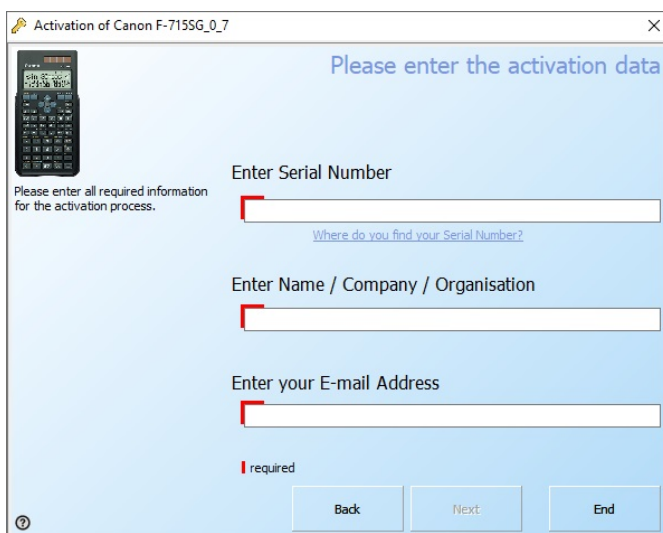 Activation of Canon F-715SG_0_7
Please enter the activation data
Please enter all required information
for the activation process.
Enter Serial Number
Where do you find your Serial Number?
Enter Name / Company / Organisation
Enter your E-mail Address
required
Back
Next
End